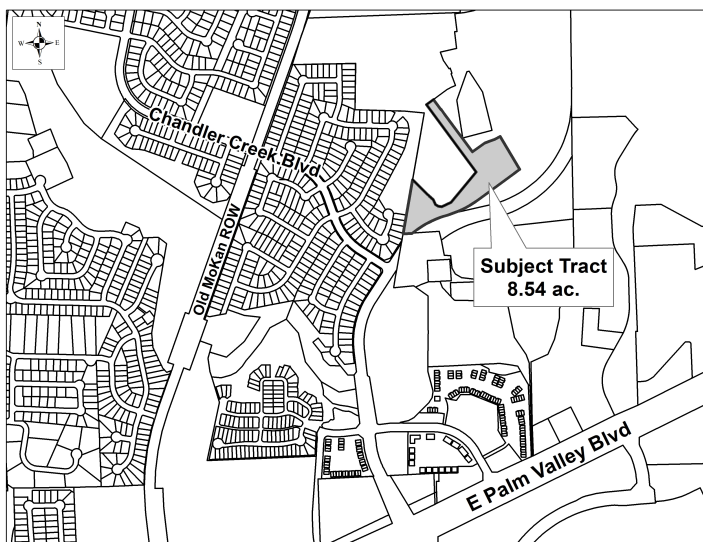 N
W E
S
Chandler Creek Blvd
Old MoKan ROW
Subject Tract
8.54 ac.
E Palm Valley Blvd